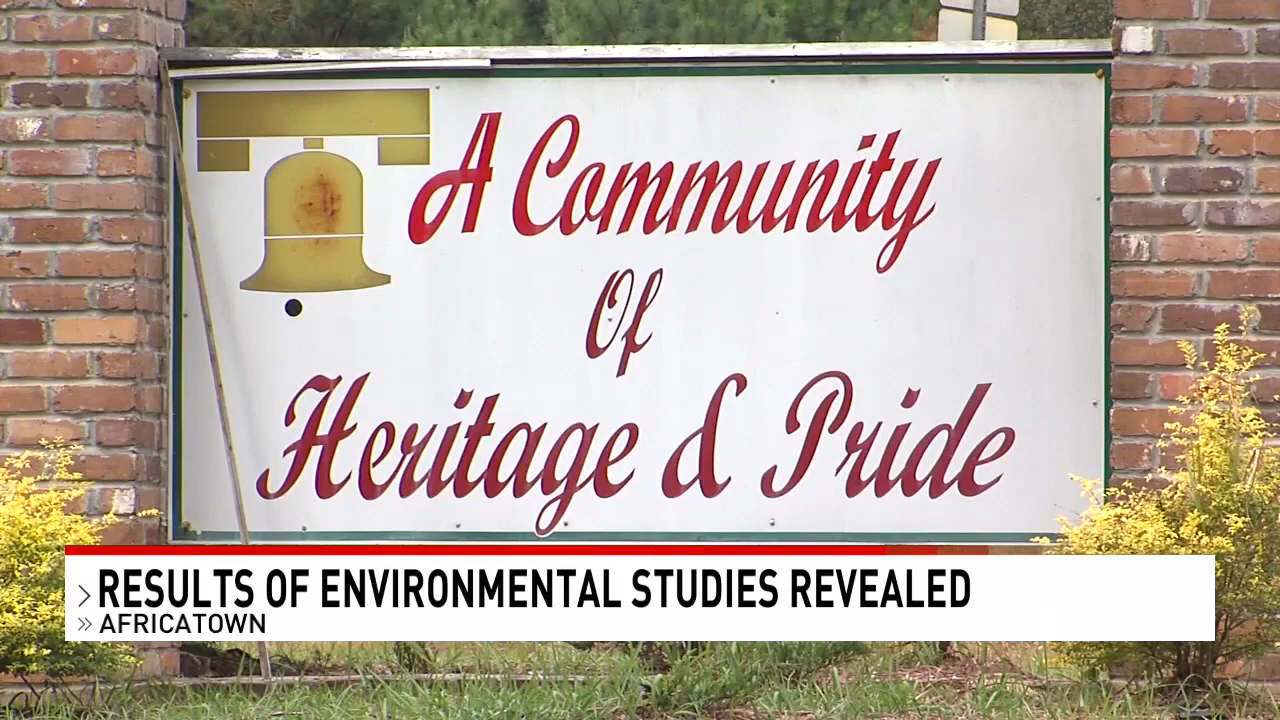 A Community
Of
Heritage & Pride
RESULTS OF ENVIRONMENTAL STUDIES REVEALED
AFRICATOWN